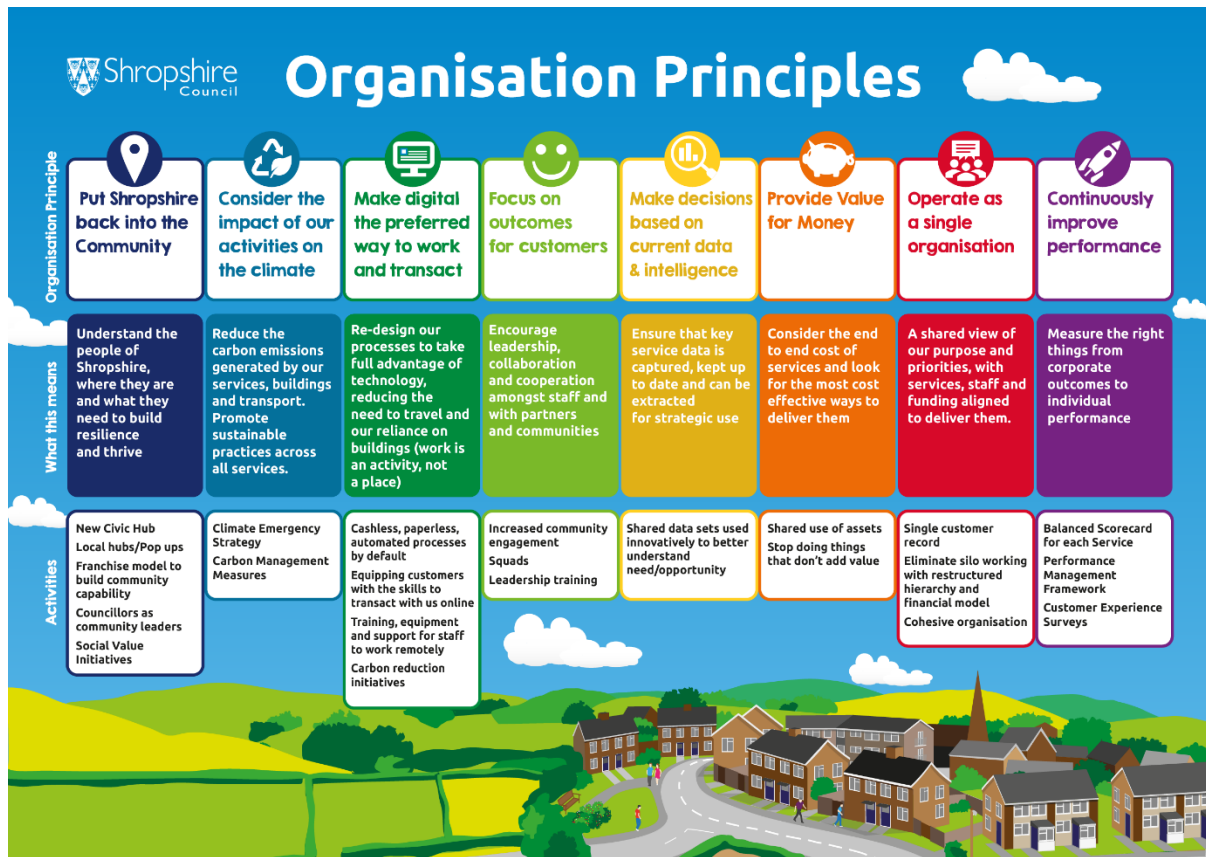 Shropshire
Council
Organisation Principles
Organisation Principle
Put Shropshire
back into the
Community
Consider the
impact of our
activities on
the climate
Make digital
the preferred
way to work
and transact
Focus on
outcomes
for customers
Make decisions
based on
current data
& intelligence
Provide Value
for Money
Operate as
a single
organisation
Continuously
improve
performance
What this means
Understand the
people of
Shropshire,
where they are
and what they
need to build
resilience
and thrive
Reduce the
carbon emissions
generated by our
services, buildings
and transport.
Promote
sustainable
practices across
all services.
Re-design our
processes to take
full advantage of
technology,
reducing the
need to travel and
our reliance on
buildings (work is
an activity, not
a place)
Encourage
leadership,
collaboration
and cooperation
amongst staff and
with partners
and communities
Ensure that key
service data is
captured, kept up
to date and can be
extracted
for strategic use
Consider the end
to end cost of
services and look
for the most cost
effective ways to
deliver them
A shared view of
our purpose and
priorities, with
services, staff and
funding aligned
to deliver them.
Measure the right
things from
corporate
outcomes to
individual
performance
Activities
New Civic Hub
Local hubs/Pop ups
Franchise model to
build community
capability
Councillors as
community leaders
Social Value
Initiatives
Climate Emergency
Strategy
Carbon Management
Measures
Cashless, paperless,
automated processes
by default
Equipping customers
with the skills to
transact with us online
Training, equipment
and support for staff
to work remotely
Carbon reduction
initiatives
Increased community
engagement
Squads
Leadership training
Shared data sets used
innovatively to better
understand
need/opportunity
Shared use of assets
Stop doing things
that don't add value
Single customer
record
Eliminate silo working
with restructured
hierarchy and
financial model
Cohesive organisation
Balanced Scorecard
for each Service
Performance
Management
Framework
Customer Experience
Surveys